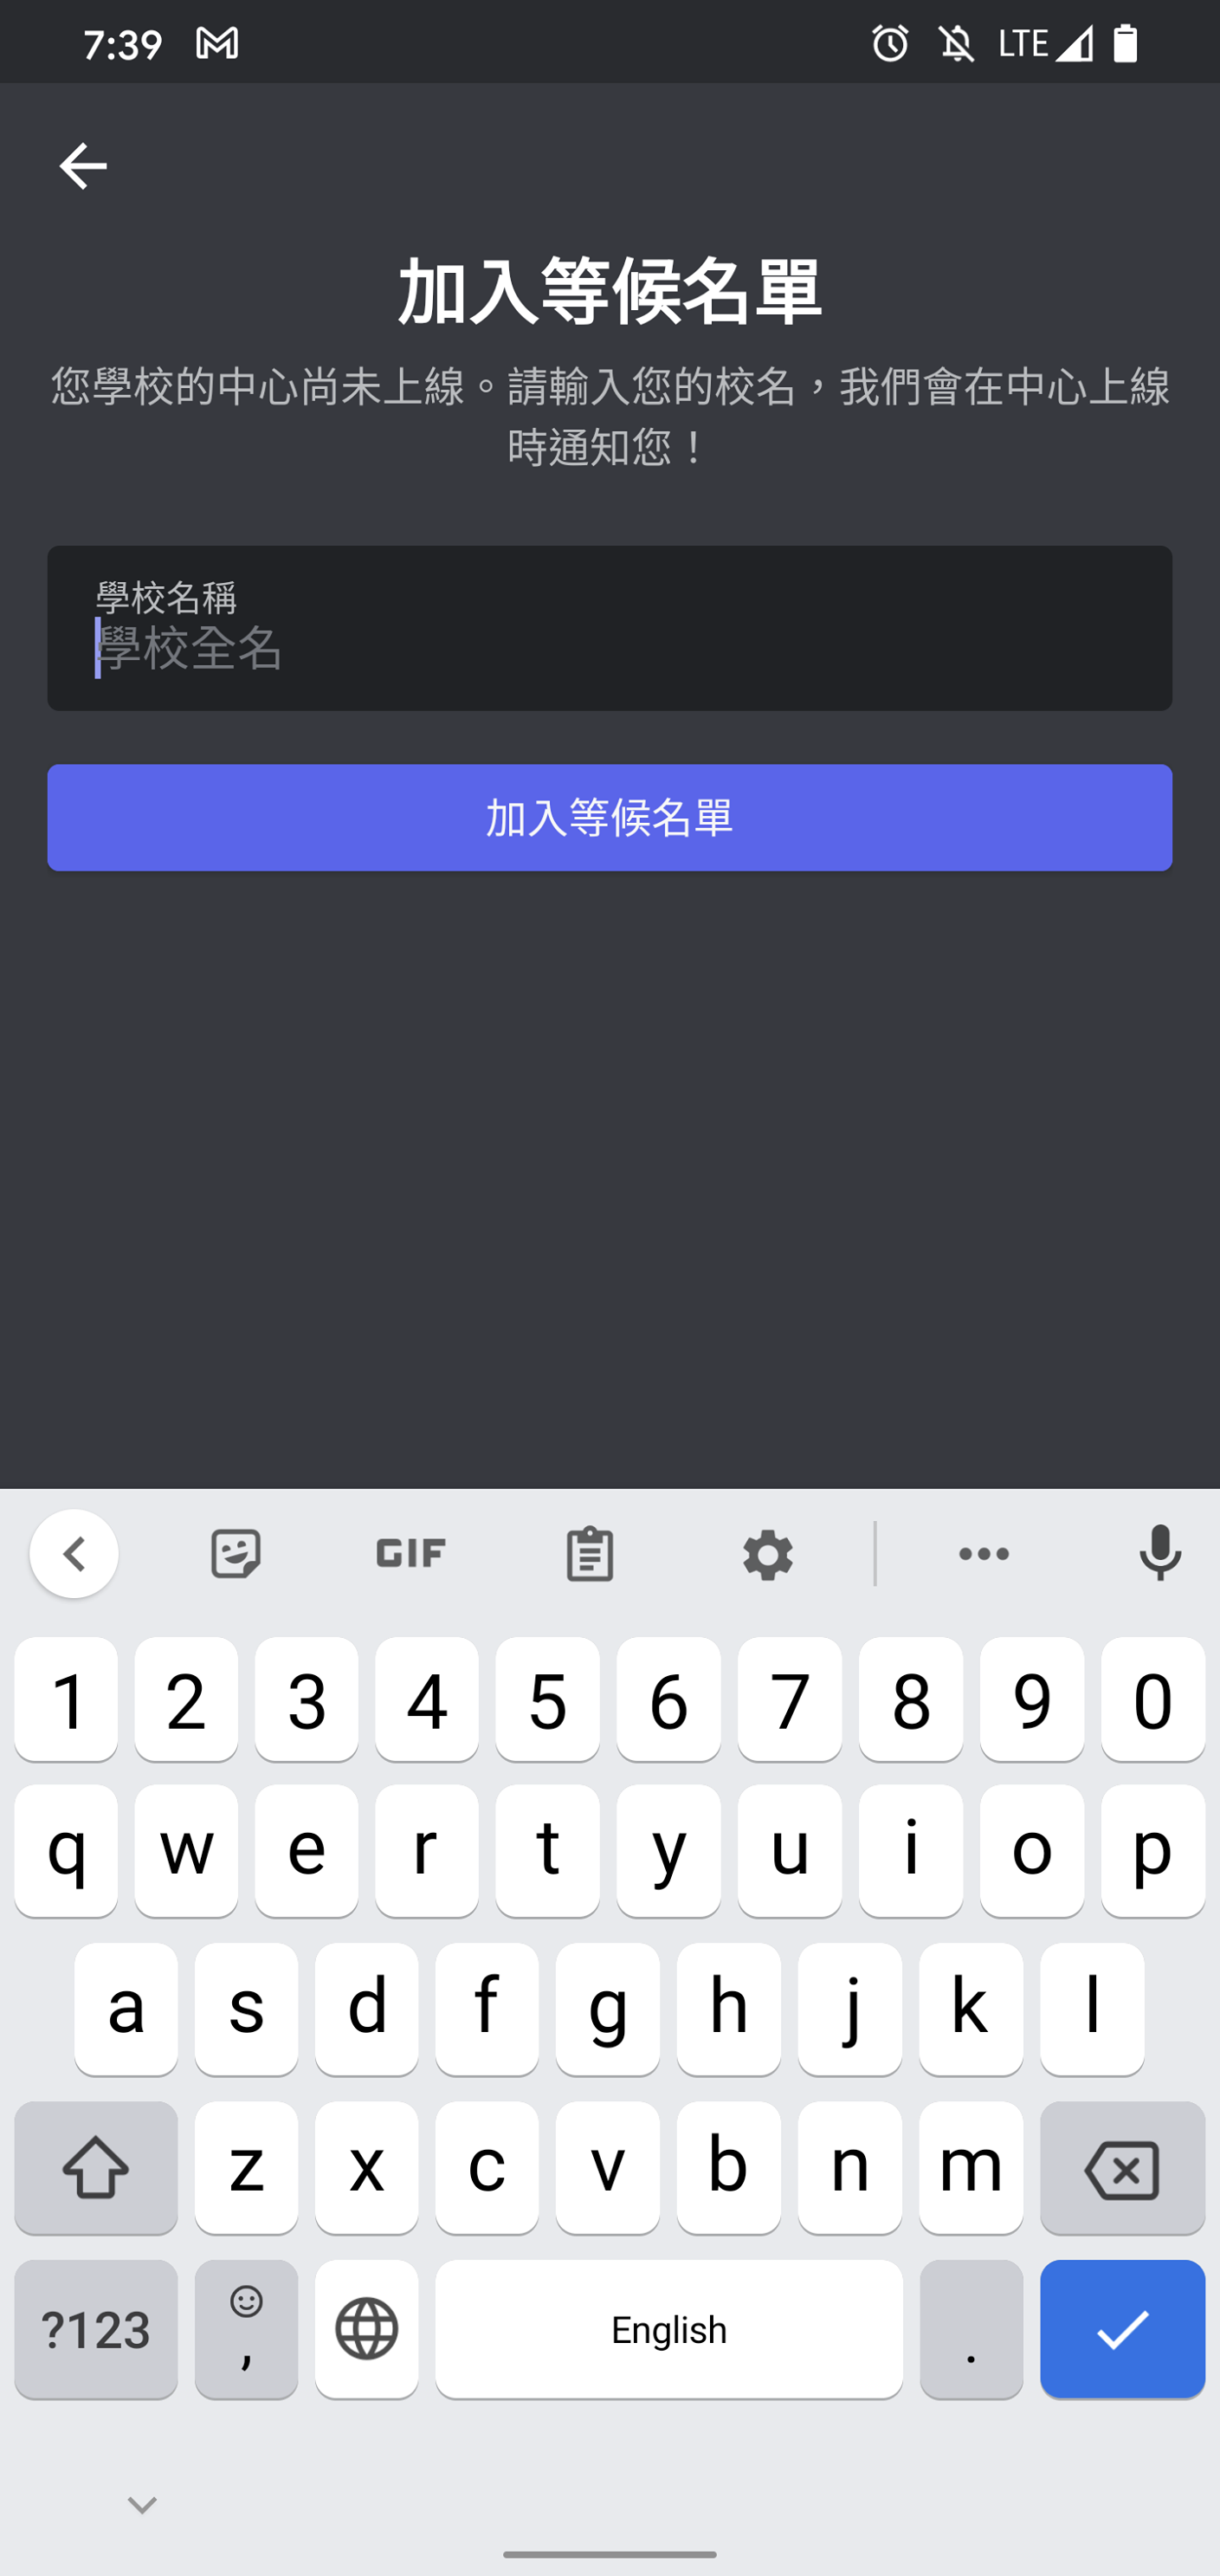 7:39 LTE
加入等候名單
您學校的中心尚未上線。請輸入您的校名，我們會在中心上線
時通知您！
學校名稱
學校全名
加入等候名單
GIF
1 2 3 4 5 6 7 8 9 0
q w e r t y u i o p
a s d f g h j k l
z x c v b n m
?123 , English .